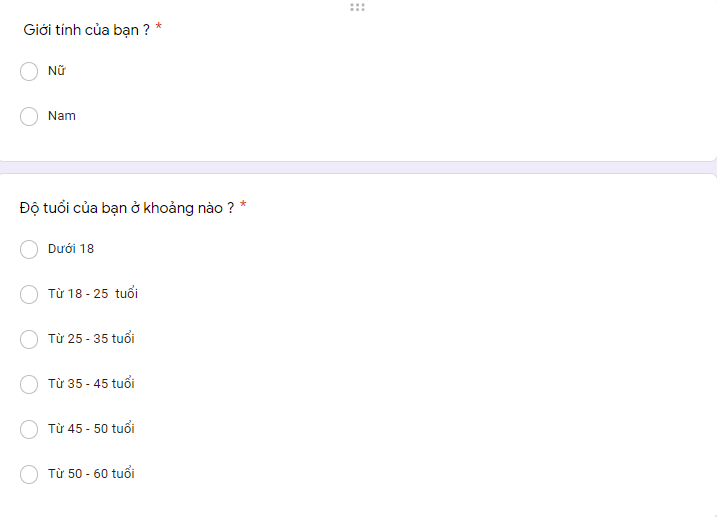 Giới tính của bạn ? *
Nữ
Nam
Độ tuổi của bạn ở khoảng nào ? *
Dưới 18
Từ 18 - 25  tuổi
Từ 25 - 35 tuổi
Từ 35 - 45 tuổi
Từ 45 - 50 tuổi
Từ 50 - 60 tuổi